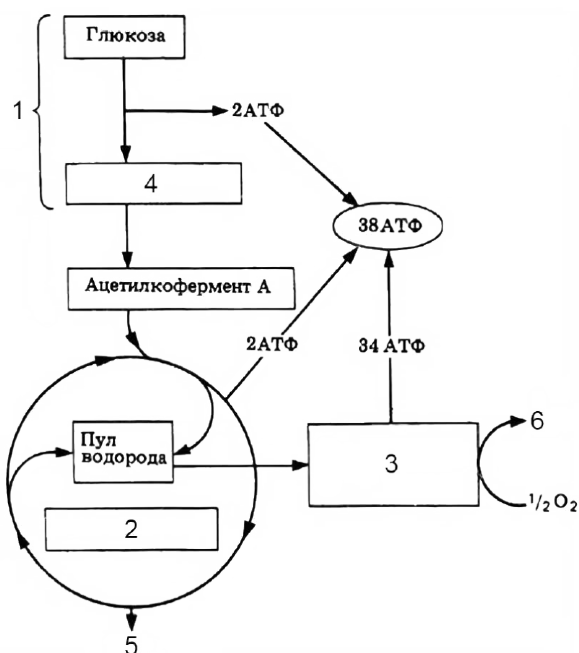 Глюкоза
1
2АТФ
4
38АТФ
Ацетилкофермент А
2АТФ
34 АТФ
6
Пул
водорода
3
1/2 O2
2
5